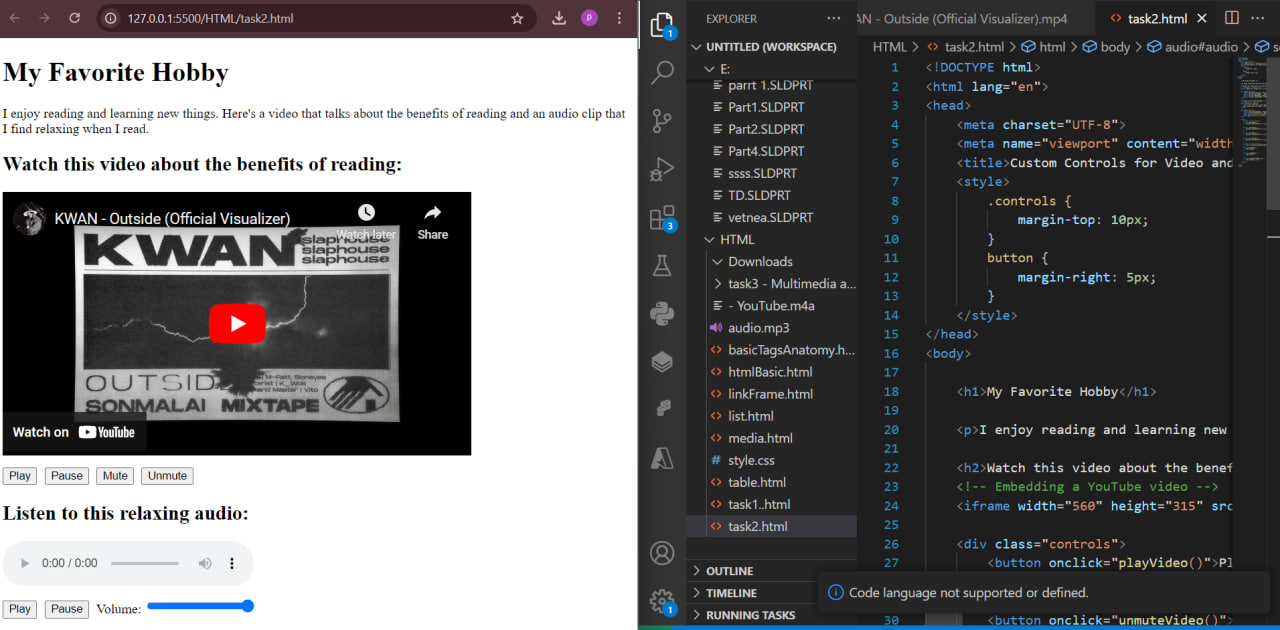 127.0.0.1:5500/HTML/task2.html
p
My Favorite Hobby
I enjoy reading and learning new things. Here's a video that talks about the benefits of reading and an audio clip that
I find relaxing when I read.
Watch this video about the benefits of reading:
KWAN - Outside (Official Visualizer)
Watch later
Share
KWAN
slaphouse
slaphouse
slaphouse
OUTSID
SONMALAI MIXTAPE
Watch on YouTube
Play Pause Mute Unmute
Listen to this relaxing audio:
0:00 / 0:00
Play Pause Volume:
1
3
1
EXPLORER
UNTITLED (WORKSPACE)
E:
parrt 1.SLDPRT
Part1.SLDPRT
Part2.SLDPRT
Part4.SLDPRT
ssss.SLDPRT
TD.SLDPRT
vetnea.SLDPRT
HTML
Downloads
task3 - Multimedia a...
- YouTube.m4a
audio.mp3
basicTagsAnatomy.h...
htmlBasic.html
linkFrame.html
list.html
media.html
# style.css
table.html
task1..html
task2.html
OUTLINE
TIMELINE
RUNNING TASKS
AN - Outside (Official Visualizer).mp4
task2.html
HTML > task2.html > html > body > audio#audio > s
1 <!DOCTYPE html>
2 <html lang="en">
3 <head>
4 <meta charset="UTF-8">
5 <meta name="viewport" content="width
6 <title>Custom Controls for Video and
7 <style>
8 .controls {
9 margin-top: 10px;
10 }
11 button {
12 margin-right: 5px;
13 }
14 </style>
15 </head>
16 <body>
17
18 <h1>My Favorite Hobby</h1>
19
20 <p>I enjoy reading and learning new
21
22 <h2>Watch this video about the benef
23 <!-- Embedding a YouTube video -->
24 <iframe width="560" height="315" src
25
26 <div class="controls">
27 <button onclick="playVideo()">Pl
Code language not supported or defined.
30 <button onclick="unmuteVideo()">